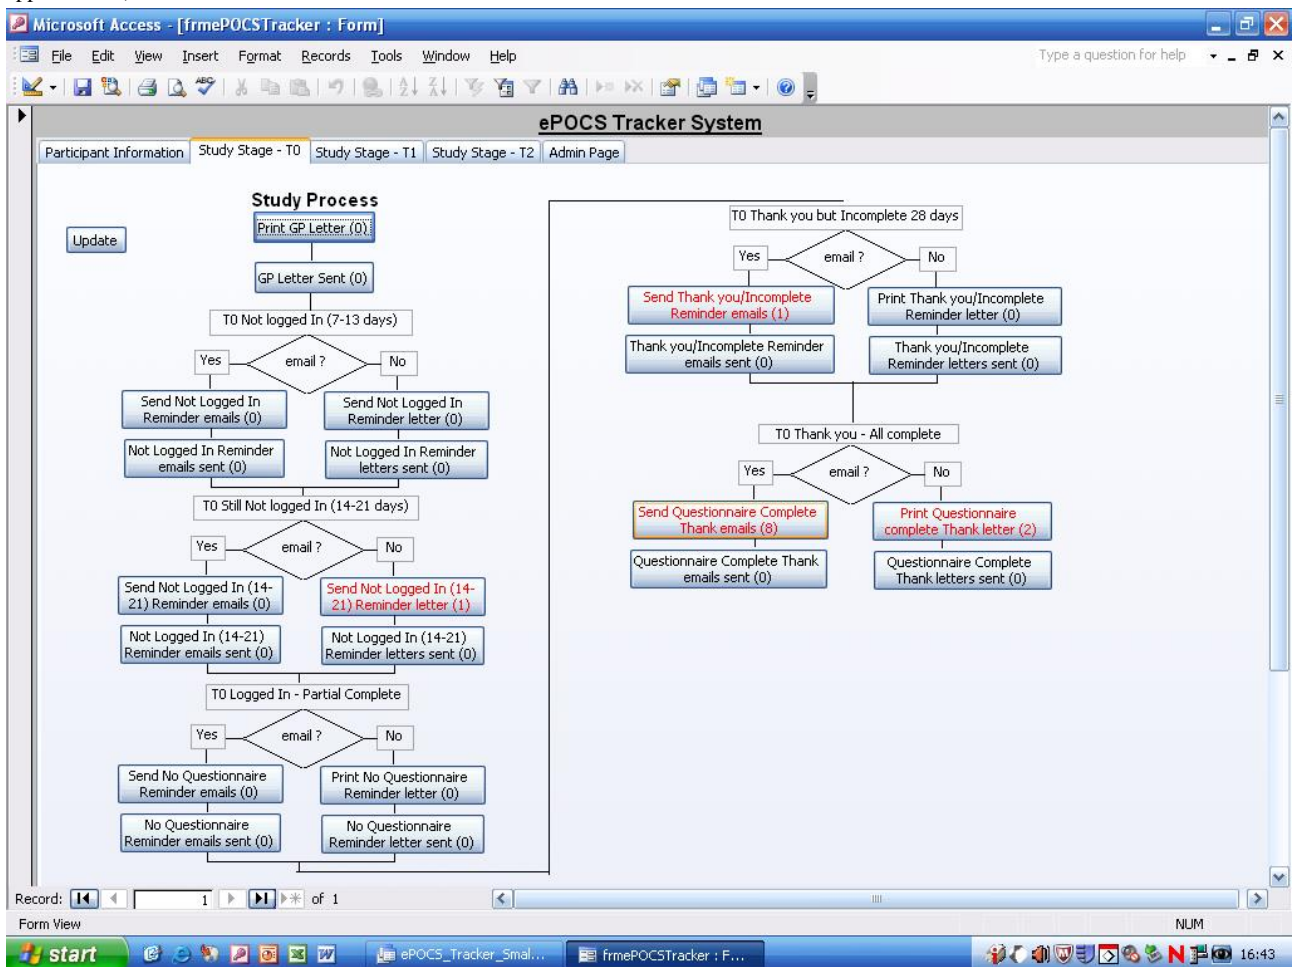 Microsoft Access - [frmePOCSTracker : Form]
File Edit View Insert Format Records Tools Window Help
Type a question for help
ePOCS Tracker System
Participant Information Study Stage - T0 Study Stage - T1 Study Stage - T2 Admin Page
Study Process
Update
Print GP Letter (0)
GP Letter Sent (0)
T0 Not logged In (7-13 days)
Yes email ? No
Send Not Logged In
Reminder emails (0)
Send Not Logged In
Reminder letter (0)
Not Logged In Reminder
emails sent (0)
Not Logged In Reminder
letters sent (0)
T0 Still Not logged In (14-21 days)
Yes email ? No
Send Not Logged In (14-
21) Reminder emails (0)
Send Not Logged In (14-
21) Reminder letter (1)
Not Logged In (14-21)
Reminder emails sent (0)
Not Logged In (14-21)
Reminder letters sent (0)
T0 Logged In - Partial Complete
Yes email ? No
Send No Questionnaire
Reminder emails (0)
Print No Questionnaire
Reminder letter (0)
No Questionnaire
Reminder emails sent (0)
No Questionnaire
Reminder letter sent (0)
T0 Thank you but Incomplete 28 days
Yes email ? No
Send Thank you/Incomplete
Reminder emails (1)
Print Thank you/Incomplete
Reminder letter (0)
Thank you/Incomplete Reminder
emails sent (0)
Thank you/Incomplete
Reminder letters sent (0)
T0 Thank you - All complete
Yes email ? No
Send Questionnaire Complete
Thank emails (8)
Print Questionnaire
complete Thank letter (2)
Questionnaire Complete Thank
emails sent (0)
Questionnaire Complete
Thank letters sent (0)
Record: 1 of 1
Form View NUM
start ePOCS_Tracker_Smal... frmePOCSTracker : F... 16:43